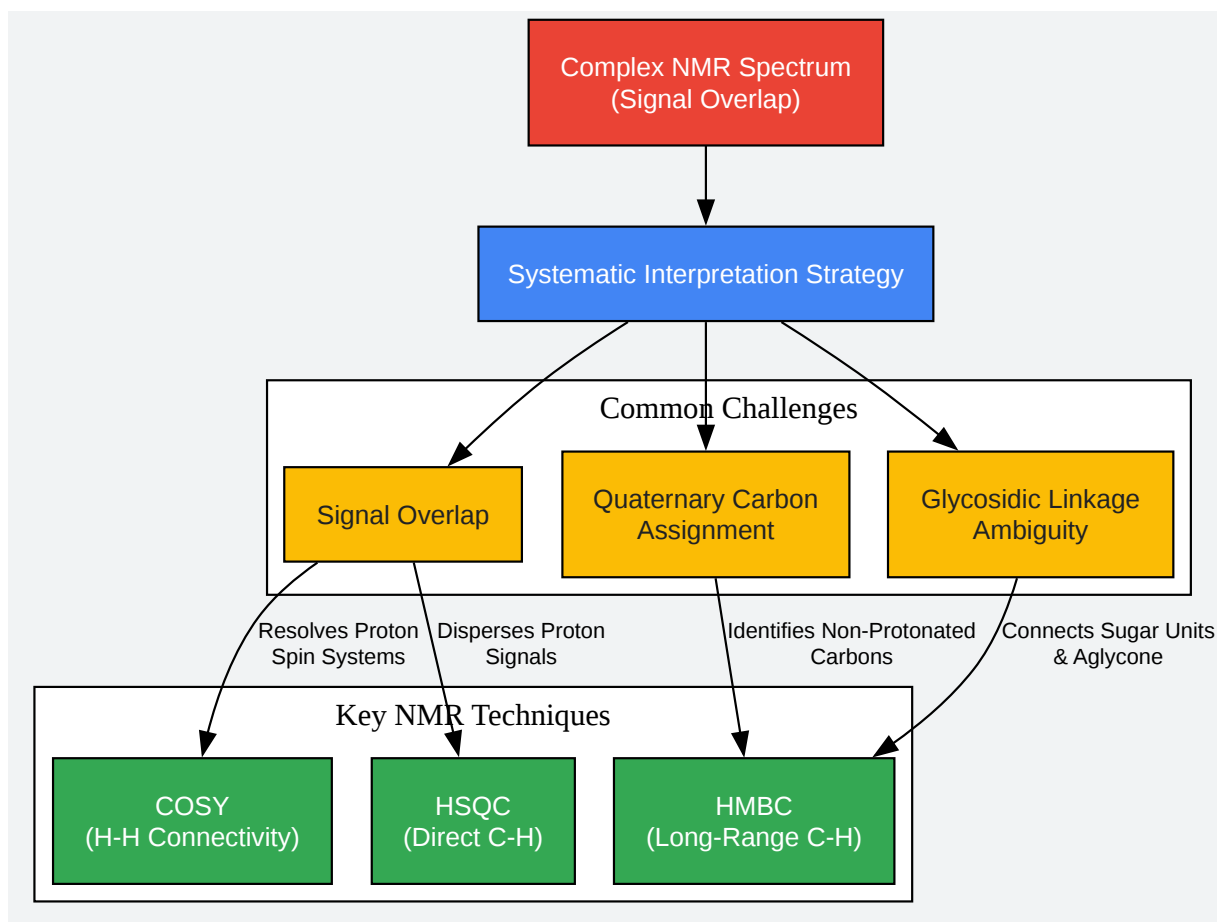 Complex NMR Spectrum
(Signal Overlap)
Systematic Interpretation Strategy
Common Challenges
Signal Overlap
Quaternary Carbon
Assignment
Glycosidic Linkage
Ambiguity
Resolves Proton
Spin Systems
Disperses Proton
Signals
Identifies Non-Protonated
Carbons
Connects Sugar Units
& Aglycone
Key NMR Techniques
COSY
(H-H Connectivity)
HSQC
(Direct C-H)
HMBC
(Long-Range C-H)